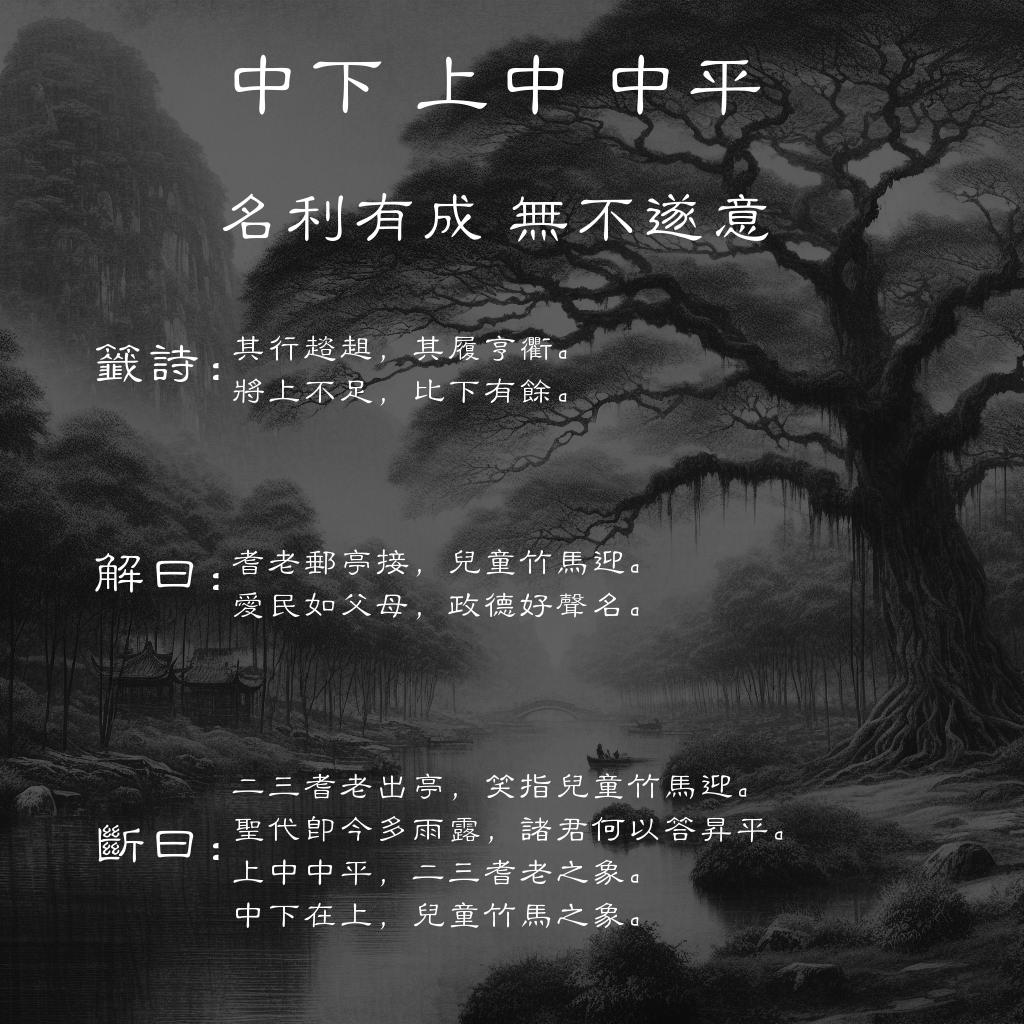 中下 上中 中平
名利有成 無不遂意
籤詩：其行趑趄，其履亨衢。
將上不足，比下有餘。
解曰：耆老郵亭接，兒童竹馬迎。
愛民如父母，政德好聲名。
斷曰：二三耆老出亭，笑指兒童竹馬迎。
聖代即今多雨露，諸君何以答昇平。
上中中平，二三耆老之象。
中下在上，兒童竹馬之象。